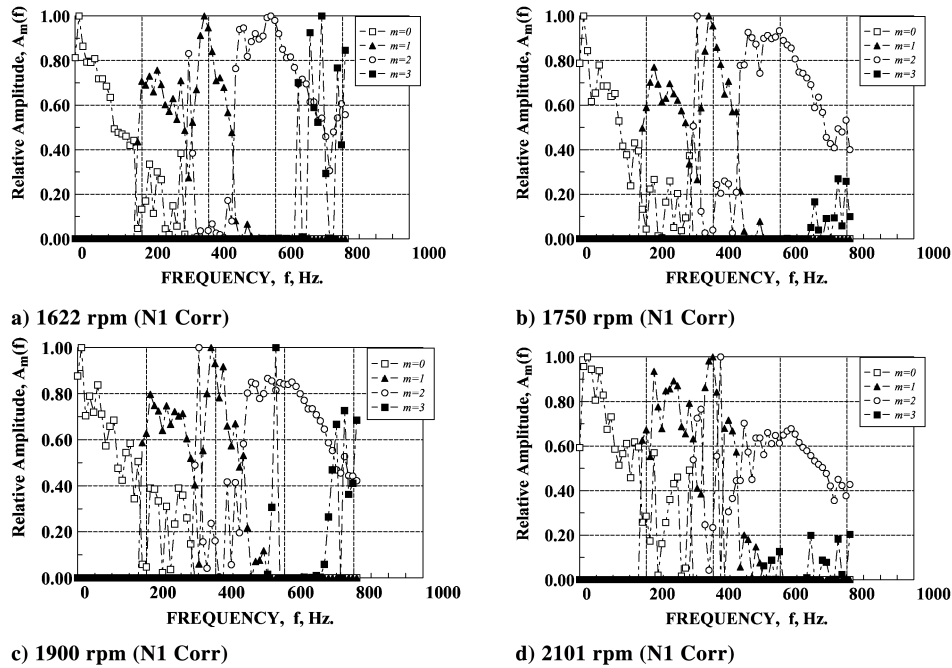 Relative Amplitude, Am(f)
1.00
0.80
0.60
0.40
0.20
0.00
m=0
m=1
m=2
m=3
0 200 400 600 800 1000
FREQUENCY, f, Hz.
a) 1622 rpm (N1 Corr)
Relative Amplitude, Am(f)
1.00
0.80
0.60
0.40
0.20
0.00
m=0
m=1
m=2
m=3
0 200 400 600 800 1000
FREQUENCY, f, Hz.
b) 1750 rpm (N1 Corr)
Relative Amplitude, Am(f)
1.00
0.80
0.60
0.40
0.20
0.00
m=0
m=1
m=2
m=3
0 200 400 600 800 1000
FREQUENCY, f, Hz.
c) 1900 rpm (N1 Corr)
Relative Amplitude, Am(f)
1.00
0.80
0.60
0.40
0.20
0.00
m=0
m=1
m=2
m=3
0 200 400 600 800 1000
FREQUENCY, f, Hz.
d) 2101 rpm (N1 Corr)